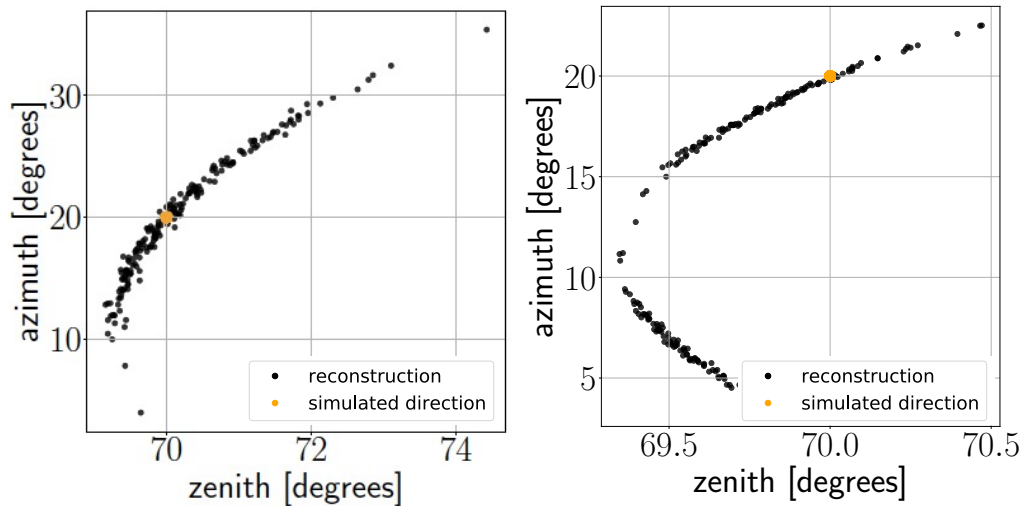 azimuth [degrees]
30
20
10
reconstruction
simulated direction
70
72
74
zenith [degrees]
azimuth [degrees]
20
15
10
5
reconstruction
simulated direction
69.5
70.0
70.5
zenith [degrees]